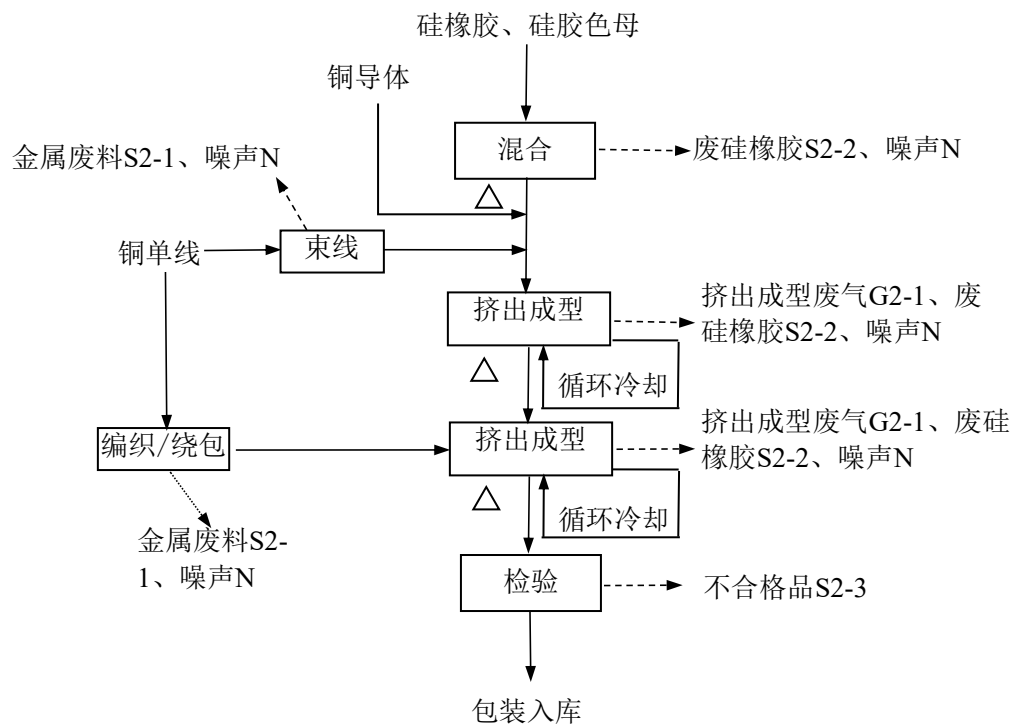 硅橡胶、硅胶色母
铜导体
混合
金属废料S2-1、噪声N
废硅橡胶S2-2、噪声N
铜单线
束线
挤出成型
挤出成型废气G2-1、废
硅橡胶S2-2、噪声N
循环冷却
编织/绕包
挤出成型
挤出成型废气G2-1、废硅
橡胶S2-2、噪声N
循环冷却
金属废料S2-
1、噪声N
检验
不合格品S2-3
包装入库